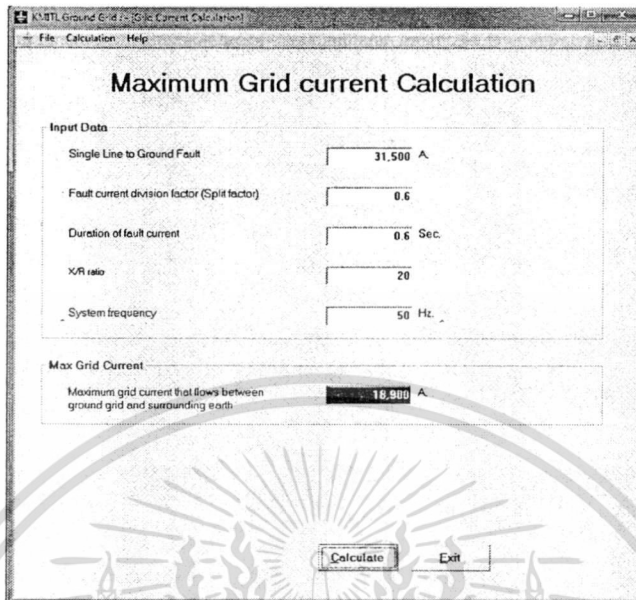 KMITL Ground Grid - [Grid Current Calculation]
File Calculation Help
Maximum Grid current Calculation
Input Data
Single Line to Ground Fault 31,500 A.
Fault current division factor (Split factor) 0.6
Duration of fault current 0.6 Sec.
X/R ratio 20
System frequency 50 Hz.
Max Grid Current
Maximum grid current that flows between
ground grid and surrounding earth 18,900 A.
Calculate Exit